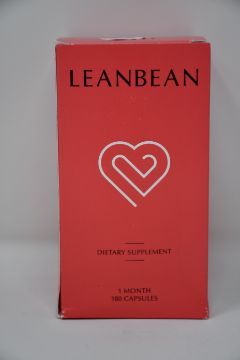 LEANBEAN
DIETARY SUPPLEMENT
1 MONTH
180 CAPSULES